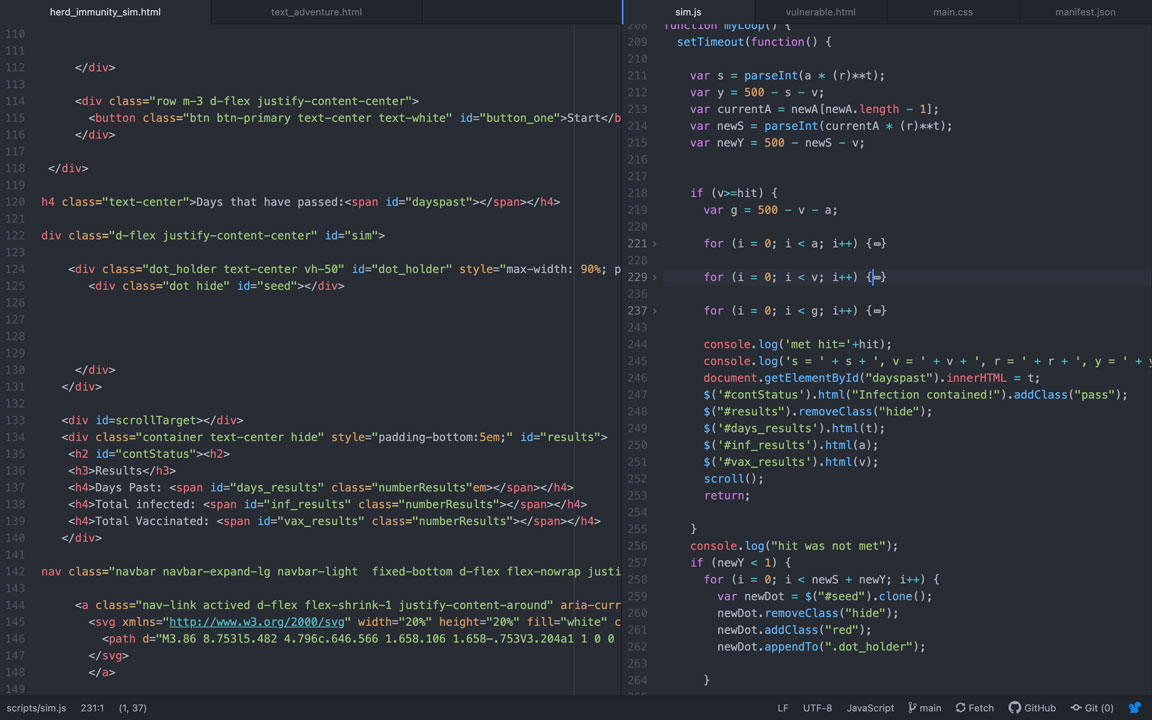 herd_immunity_sim.html
text_adventure.html
110
111
112 </div>
113
114 <div class="row m-3 d-flex justify-content-center">
115 <button class="btn btn-primary text-center text-white" id="button_one">Start</b
116 </div>
117
118 </div>
119
120 h4 class="text-center">Days that have passed:<span id="dayspast"></span></h4>
121
122 div class="d-flex justify-content-center" id="sim">
123
124 <div class="dot_holder text-center vh-50" id="dot_holder" style="max-width: 90%; p
125 <div class="dot hide" id="seed"></div>
126
127
128
129
130 </div>
131 </div>
132
133 <div id=scrollTarget></div>
134 <div class="container text-center hide" style="padding-bottom:5em;" id="results">
135 <h2 id="contStatus"><h2>
136 <h3>Results</h3>
137 <h4>Days Past: <span id="days_results" class="numberResults"em></span></h4>
138 <h4>Total infected: <span id="inf_results" class="numberResults"></span></h4>
139 <h4>Total Vaccinated: <span id="vax_results" class="numberResults"></span></h4>
140 </div>
141
142 nav class="navbar navbar-expand-lg navbar-light  fixed-bottom d-flex flex-nowrap justi
143
144 <a class="nav-link actived d-flex flex-shrink-1 justify-content-around" aria-curr
145 <svg xmlns="http://www.w3.org/2000/svg" width="20%" height="20%" fill="white" c
146 <path d="M3.86 8.753l5.482 4.796c.646.566 1.658.106 1.658-.753V3.204a1 1 0 0
147 </svg>
148 </a>
149
sim.js
vulnerable.html
main.css
manifest.json
208 function myLoop() {
209 setTimeout(function() {
210
211 var s = parseInt(a * (r)**t);
212 var y = 500 - s - v;
213 var currentA = newA[newA.length - 1];
214 var newS = parseInt(currentA * (r)**t);
215 var newY = 500 - newS - v;
216
217
218 if (v>=hit) {
219 var g = 500 - v - a;
220
221 for (i = 0; i < a; i++) {…}
228
229 for (i = 0; i < v; i++) {…}
236
237 for (i = 0; i < g; i++) {…}
243
244 console.log('met hit='+hit);
245 console.log('s = ' + s + ', v = ' + v + ', r = ' + r + ', y = ' + y
246 document.getElementById("dayspast").innerHTML = t;
247 $('#contStatus').html("Infection contained!").addClass("pass");
248 $("#results").removeClass("hide");
249 $('#days_results').html(t);
250 $('#inf_results').html(a);
251 $('#vax_results').html(v);
252 scroll();
253 return;
254
255 }
256 console.log("hit was not met");
257 if (newY < 1) {
258 for (i = 0; i < newS + newY; i++) {
259 var newDot = $("#seed").clone();
260 newDot.removeClass("hide");
261 newDot.addClass("red");
262 newDot.appendTo(".dot_holder");
263
264 }
scripts/sim.js 231:1 (1, 37)
LF UTF-8 JavaScript main Fetch GitHub Git (0)